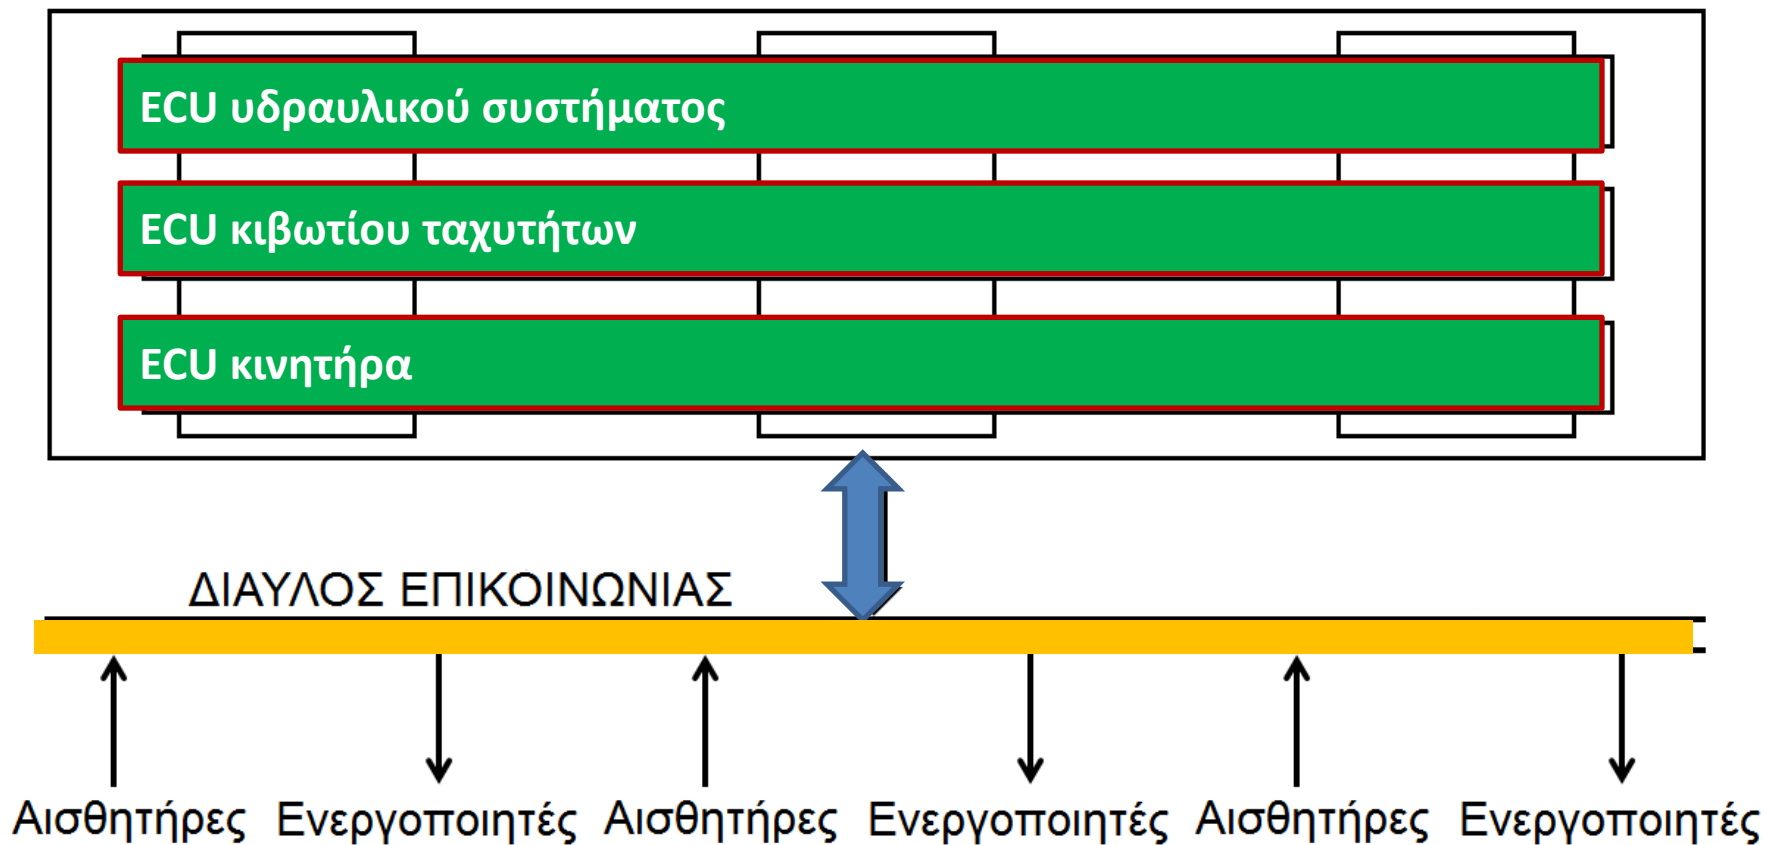 ECU υδραυλικού συστήματος
ECU κιβωτίου ταχυτήτων
ECU κινητήρα
ΔΙΑΥΛΟΣ ΕΠΙΚΟΙΝΩΝΙΑΣ
Αισθητήρες Ενεργοποιητές Αισθητήρες Ενεργοποιητές Αισθητήρες Ενεργοποιητές